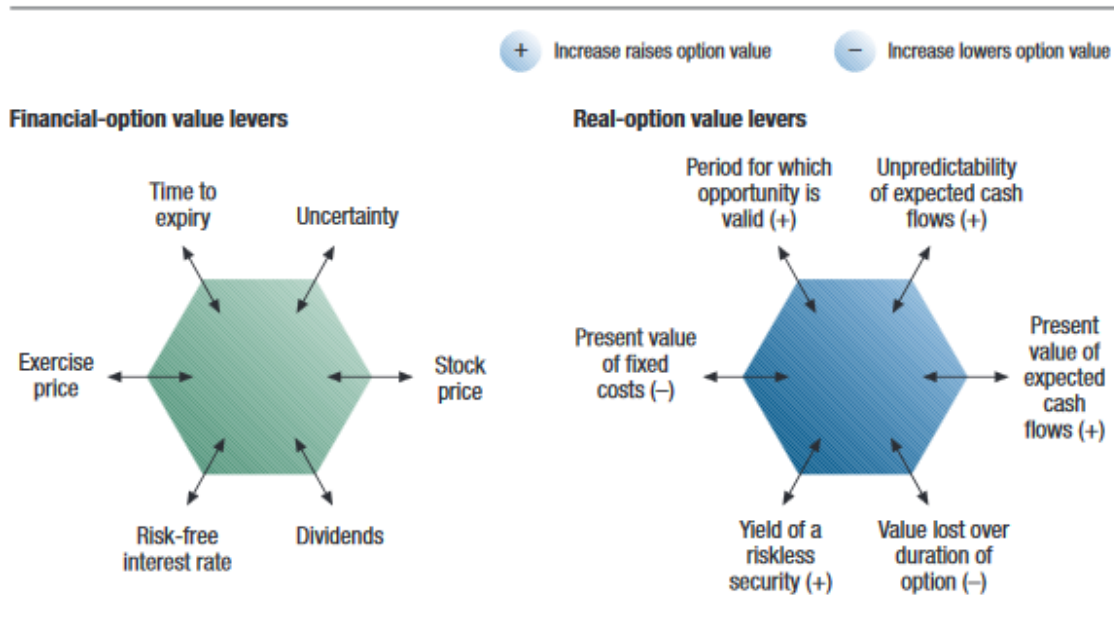 + Increase raises option value
– Increase lowers option value
Financial-option value levers
Time to
expiry
Uncertainty
Exercise
price
Stock
price
Risk-free
interest rate
Dividends
Real-option value levers
Period for which
opportunity is
valid (+)
Unpredictability
of expected cash
flows (+)
Present value
of fixed
costs (–)
Present
value of
expected
cash
flows (+)
Yield of a
riskless
security (+)
Value lost over
duration of
option (–)